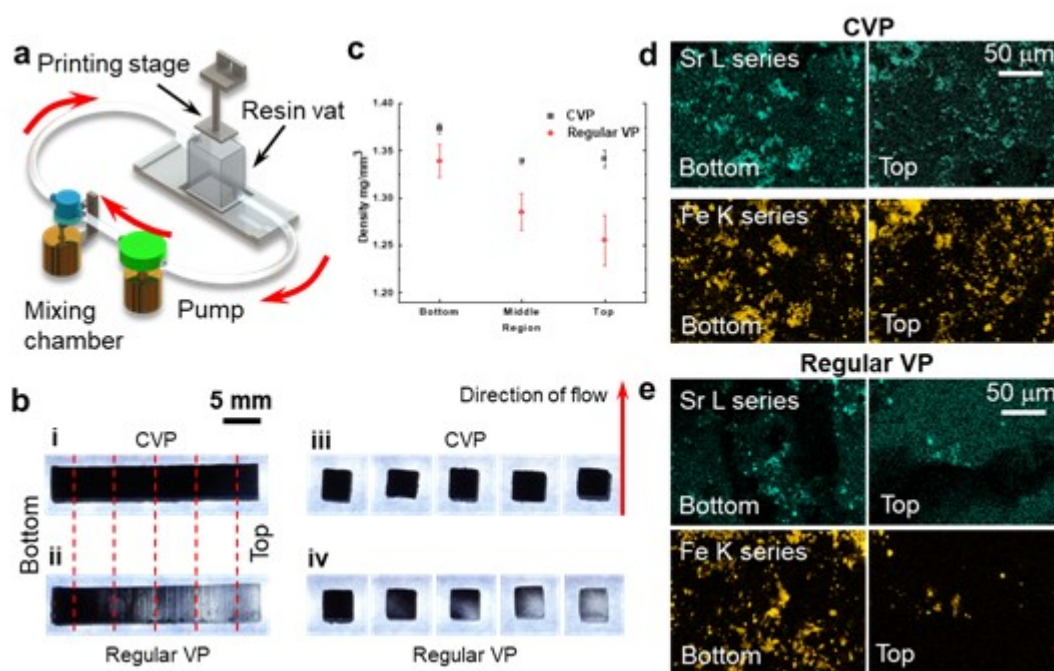 a
Printing stage
Resin vat
Mixing
chamber
Pump
b
5 mm
i
CVP
Bottom
Top
ii
Regular VP
iii
CVP
Direction of flow
iv
Regular VP
c
Density mg/mm³
1.40
1.35
1.30
1.25
1.20
CVP
Regular VP
Bottom
Middle
Top
Region
d
CVP
Sr L series
50 μm
Bottom
Top
Fe K series
Bottom
Top
e
Regular VP
Sr L series
50 μm
Bottom
Top
Fe K series
Bottom
Top